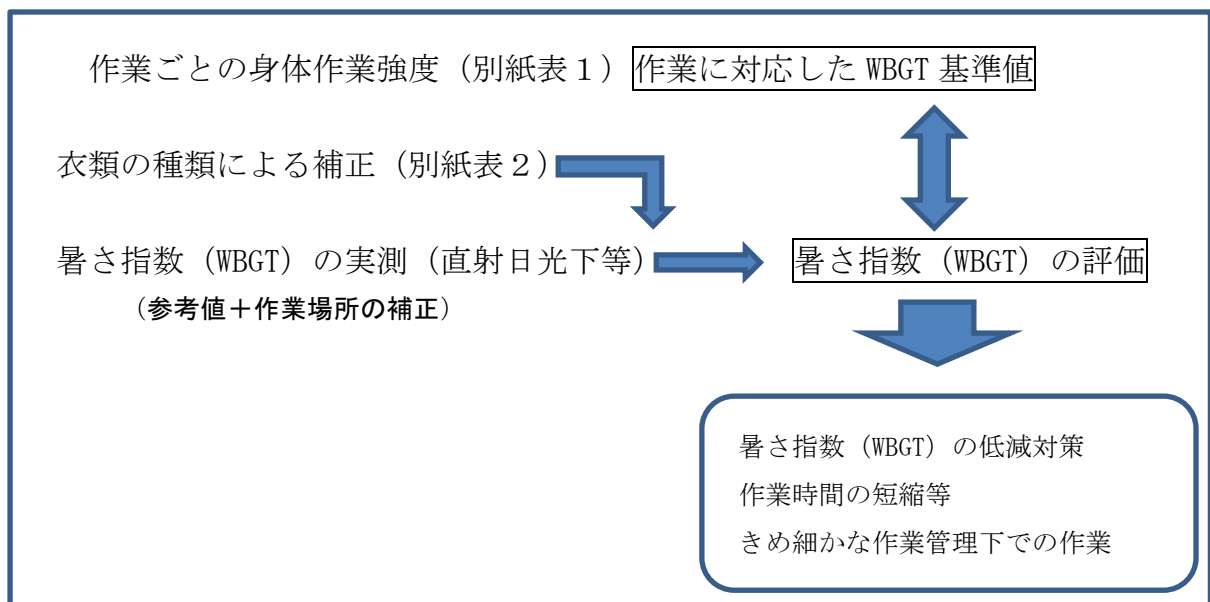 作業ごとの身体作業強度（別紙表１）作業に対応した WBGT 基準値
衣類の種類による補正（別紙表２）
暑さ指数（WBGT）の実測（直射日光下等） 暑さ指数（WBGT）の評価
（参考値＋作業場所の補正）
暑さ指数（WBGT）の低減対策
作業時間の短縮等
きめ細かな作業管理下での作業